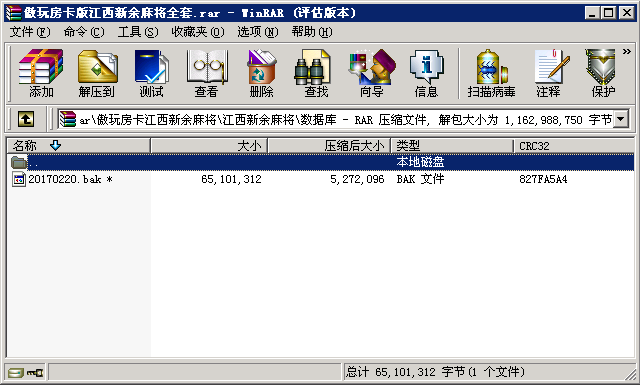 傲玩房卡版江西新余麻将全套.rar - WinRAR (评估版本)
文件(F) 命令(C) 工具(S) 收藏夹(O) 选项(N) 帮助(H)
添加 解压到 测试 查看 删除 查找 向导 信息 扫描病毒 注释 保护 »
ar\傲玩房卡江西新余麻将\江西新余麻将\数据库 - RAR 压缩文件, 解包大小为 1,162,988,750 字节
名称 大小 压缩后大小 类型 CRC32
.. 本地磁盘
20170220.bak * 65,101,312 5,272,096 BAK 文件 827FA5A4
总计 65,101,312 字节(1 个文件)